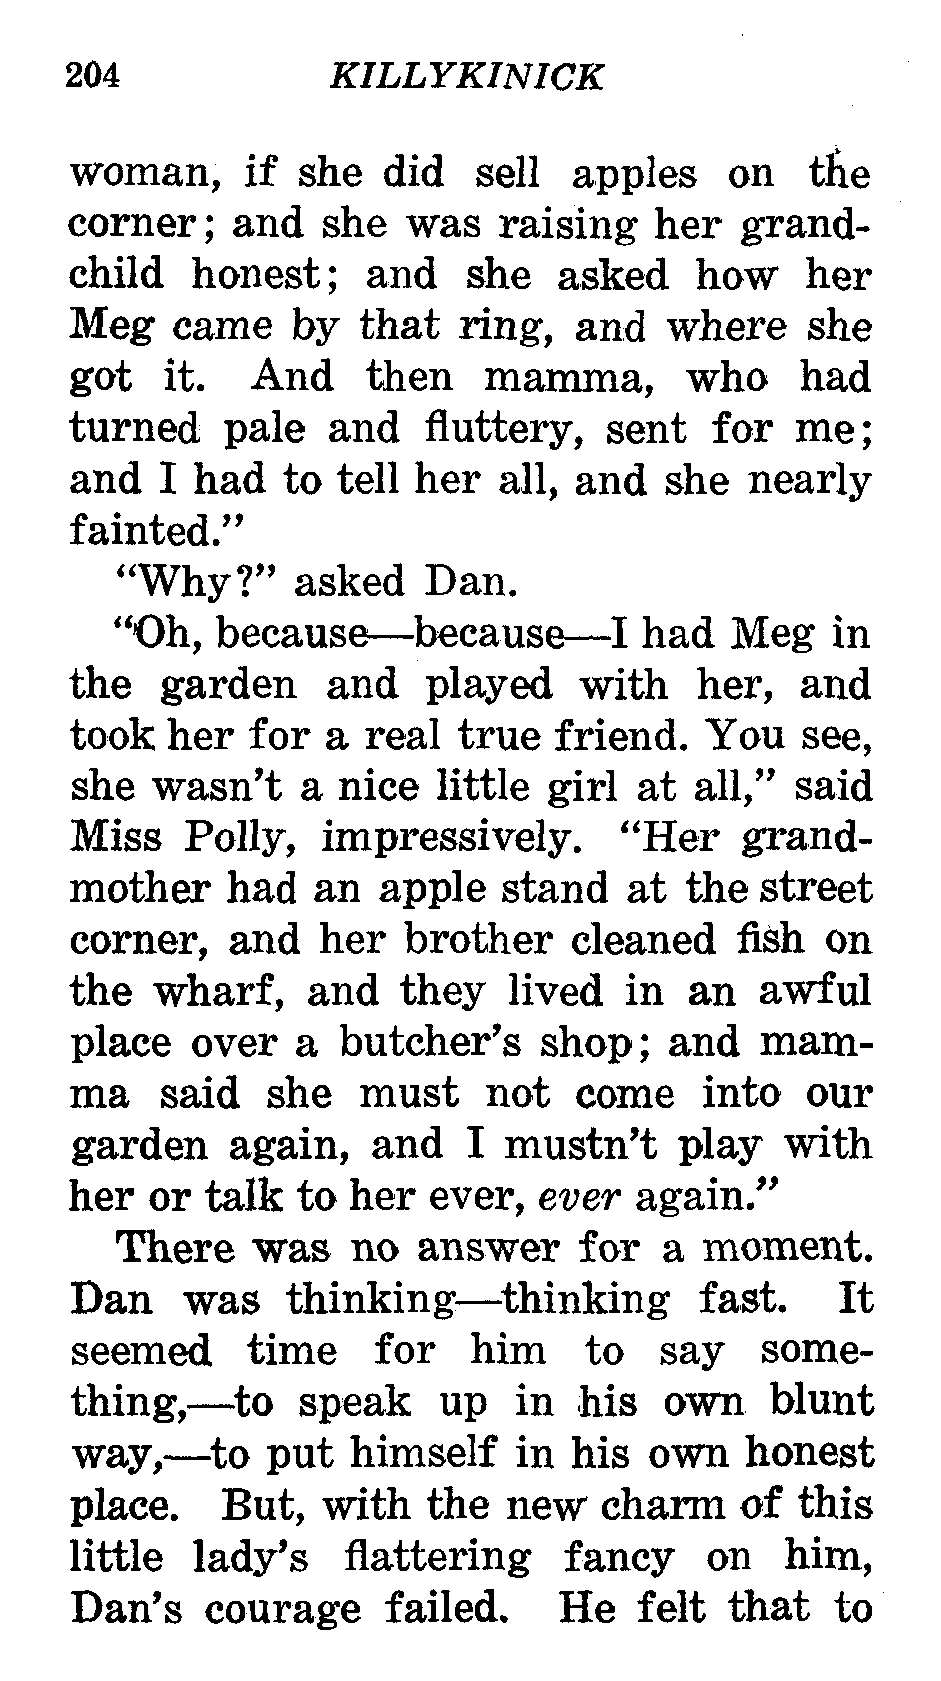 204 KILLYKINICK
woman, if she did sell apples on the
corner; and she was raising her grand-
child honest; and she asked how her
Meg came by that ring, and where she
got it. And then mamma, who had
turned pale and fluttery, sent for me;
and I had to tell her all, and she nearly
fainted."
"Why?" asked Dan.
"Oh, because—because—I had Meg in
the garden and played with her, and
took her for a real true friend. You see,
she wasn't a nice little girl at all," said
Miss Polly, impressively. "Her grand-
mother had an apple stand at the street
corner, and her brother cleaned fish on
the wharf, and they lived in an awful
place over a butcher's shop; and mam-
ma said she must not come into our
garden again, and I mustn't play with
her or talk to her ever, ever again."
There was no answer for a moment.
Dan was thinking—thinking fast. It
seemed time for him to say some-
thing,—to speak up in his own blunt
way,—to put himself in his own honest
place. But, with the new charm of this
little lady's flattering fancy on him,
Dan's courage failed. He felt that to